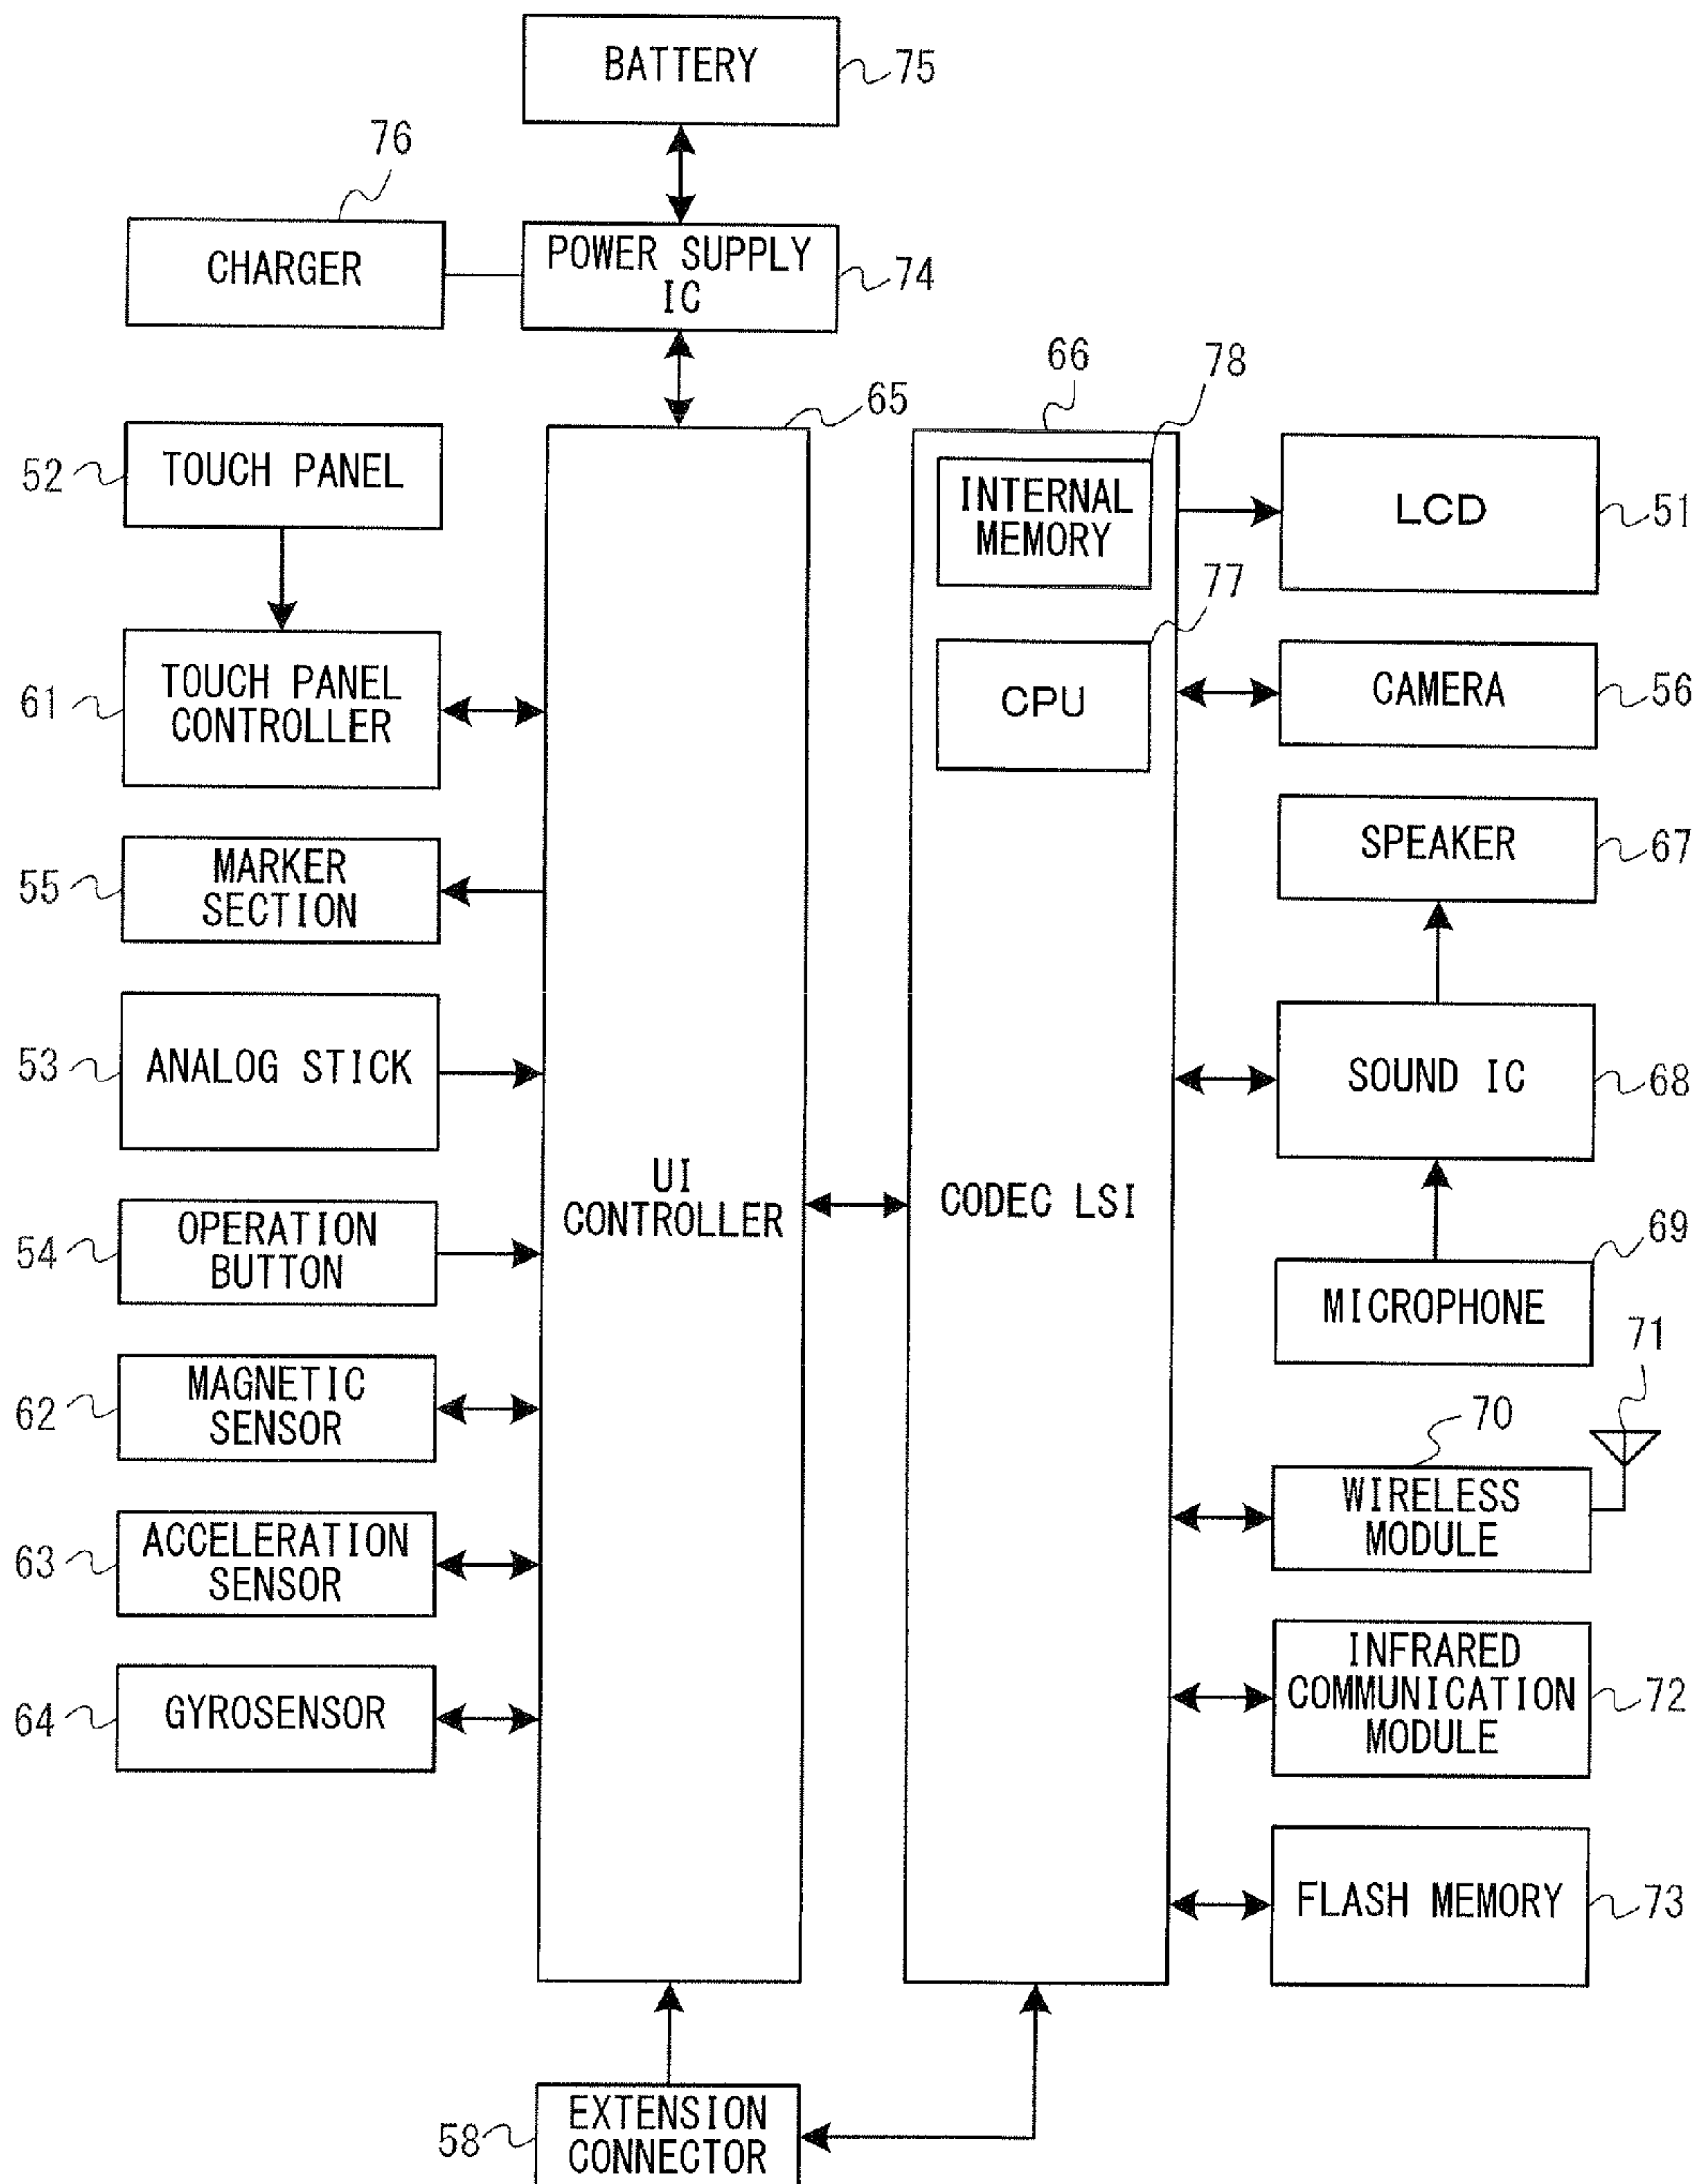 BATTERY
75
76
CHARGER
POWER SUPPLY
IC
74
65
66
78
52
TOUCH PANEL
INTERNAL
MEMORY
LCD
51
77
61
TOUCH PANEL
CONTROLLER
CPU
CAMERA
56
55
MARKER
SECTION
SPEAKER
67
53
ANALOG STICK
SOUND IC
68
UI
CONTROLLER
CODEC LSI
54
OPERATION
BUTTON
69
MICROPHONE
71
62
MAGNETIC
SENSOR
70
WIRELESS
MODULE
63
ACCELERATION
SENSOR
64
GYROSENSOR
INFRARED
COMMUNICATION
MODULE
72
FLASH MEMORY
73
58
EXTENSION
CONNECTOR